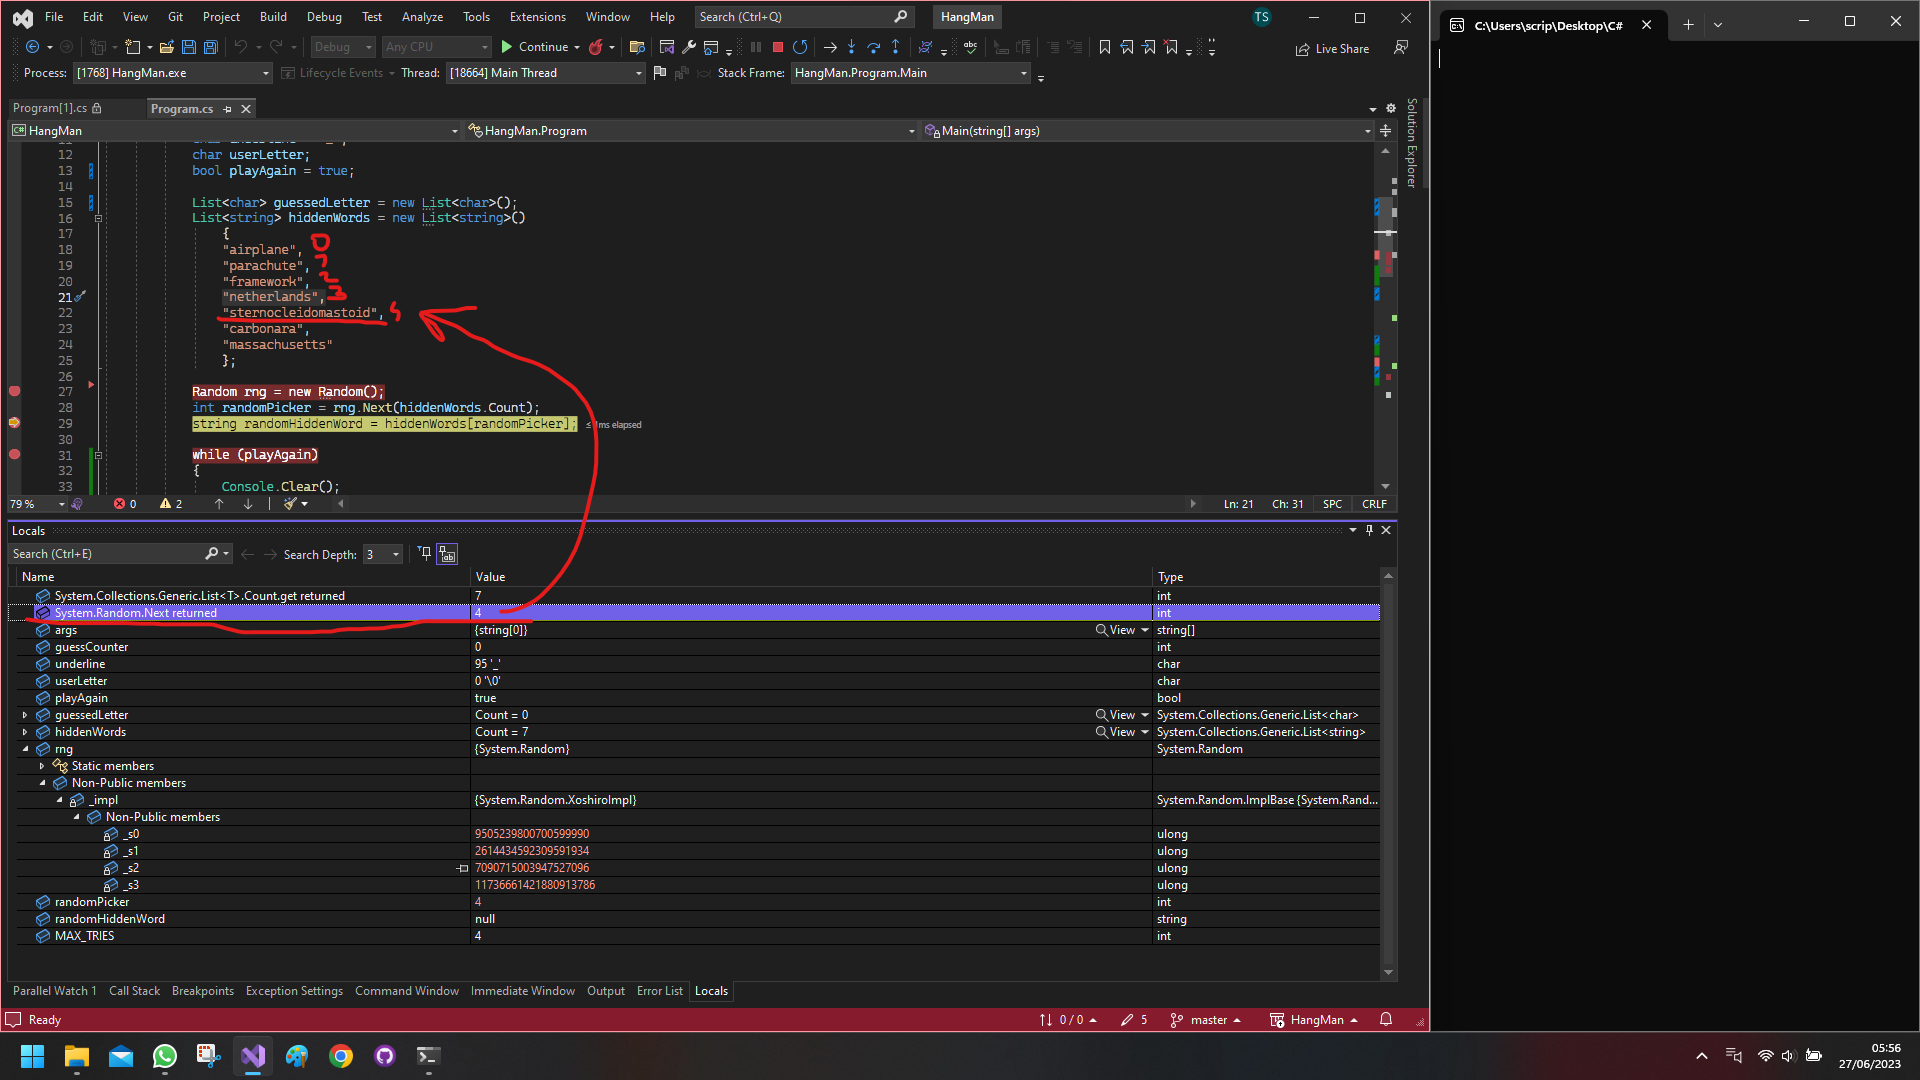 File Edit View Git Project Build Debug Test Analyze Tools Extensions Window Help Search (Ctrl+Q) HangMan TS
C:\Users\scrip\Desktop\C#
Debug Any CPU Continue Live Share
Process: [1768] HangMan.exe Lifecycle Events Thread: [18664] Main Thread Stack Frame: HangMan.Program.Main
Program[1].cs Program.cs
HangMan HangMan.Program Main(string[] args)
Solution Explorer
12 char userLetter;
13 bool playAgain = true;
14
15 List<char> guessedLetter = new List<char>();
16 List<string> hiddenWords = new List<string>()
17 {
18 "airplane", 0
19 "parachute", 1
20 "framework", 2
21 "netherlands", 3
22 "sternocleidomastoid", 4
23 "carbonara",
24 "massachusetts"
25 };
26
27 Random rng = new Random();
28 int randomPicker = rng.Next(hiddenWords.Count);
29 string randomHiddenWord = hiddenWords[randomPicker]; ≤1ms elapsed
30
31 while (playAgain)
32 {
33 Console.Clear();
79 % 0 2 Ln: 21 Ch: 31 SPC CRLF
Locals
Search (Ctrl+E) Search Depth: 3
Name Value Type
System.Collections.Generic.List<T>.Count.get returned 7 int
System.Random.Next returned 4 int
args {string[0]} View string[]
guessCounter 0 int
underline 95 '_' char
userLetter 0 '\0' char
playAgain true bool
guessedLetter Count = 0 View System.Collections.Generic.List<char>
hiddenWords Count = 7 View System.Collections.Generic.List<string>
rng {System.Random} System.Random
Static members
Non-Public members
_impl {System.Random.XoshiroImpl} System.Random.ImplBase {System.Rand...
Non-Public members
_s0 9505239800700599990 ulong
_s1 2614434592309591934 ulong
_s2 7090715003947527096 ulong
_s3 11736661421880913786 ulong
randomPicker 4 int
randomHiddenWord null string
MAX_TRIES 4 int
Parallel Watch 1 Call Stack Breakpoints Exception Settings Command Window Immediate Window Output Error List Locals
Ready 0 / 0 5 master HangMan
05:56
27/06/2023